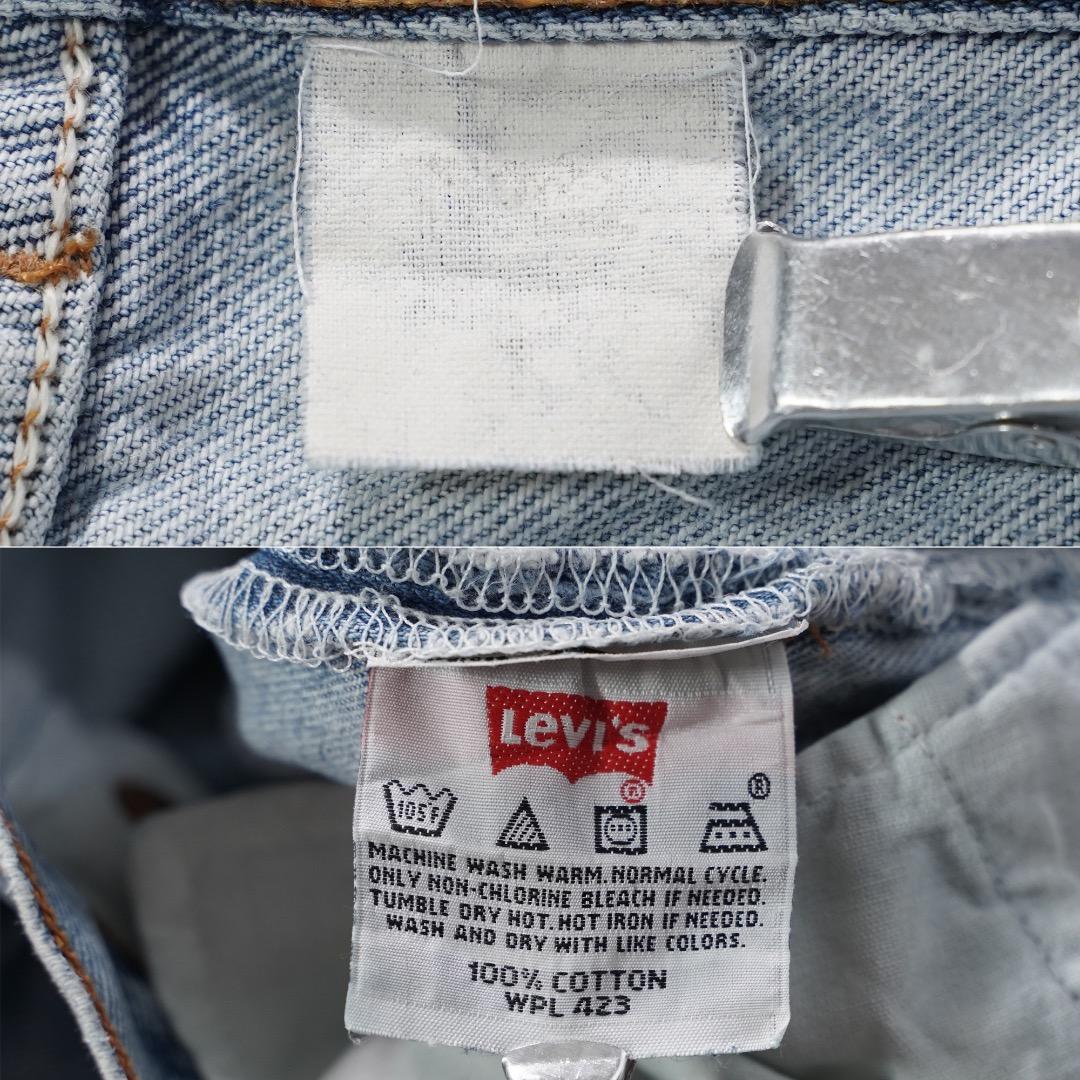 Levi's
®
®
105F
MACHINE WASH WARM. NORMAL CYCLE.
ONLY NON-CHLORINE BLEACH IF NEEDED.
TUMBLE DRY HOT. HOT IRON IF NEEDED.
WASH AND DRY WITH LIKE COLORS.
100% COTTON
WPL 423